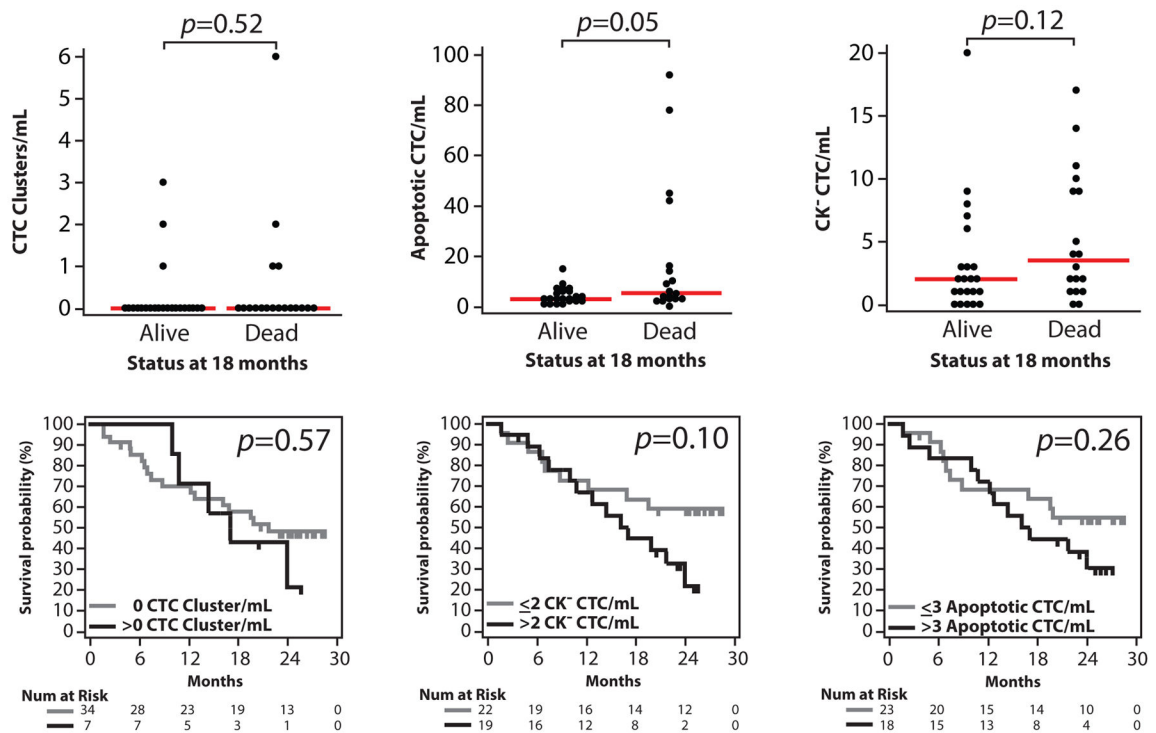 p=0.52
p=0.05
p=0.12
CTC Clusters/mL
6
5
4
3
2
1
0
Alive
Dead
Status at 18 months
Apoptotic CTC/mL
100
80
60
40
20
0
Alive
Dead
Status at 18 months
CK⁻ CTC/mL
20
15
10
5
0
Alive
Dead
Status at 18 months
Survival probability (%)
100
90
80
70
60
50
40
30
20
10
0
p=0.57
0 CTC Cluster/mL
>0 CTC Cluster/mL
0 6 12 18 24 30
Months
Num at Risk
34 28 23 19 13 0
7 7 5 3 1 0
Survival probability (%)
100
90
80
70
60
50
40
30
20
10
0
p=0.10
≤2 CK⁻ CTC/mL
>2 CK⁻ CTC/mL
0 6 12 18 24 30
Months
Num at Risk
22 19 16 14 12 0
19 16 12 8 2 0
Survival probability (%)
100
90
80
70
60
50
40
30
20
10
0
p=0.26
≤3 Apoptotic CTC/mL
>3 Apoptotic CTC/mL
0 6 12 18 24 30
Months
Num at Risk
23 20 15 14 10 0
18 15 13 8 4 0